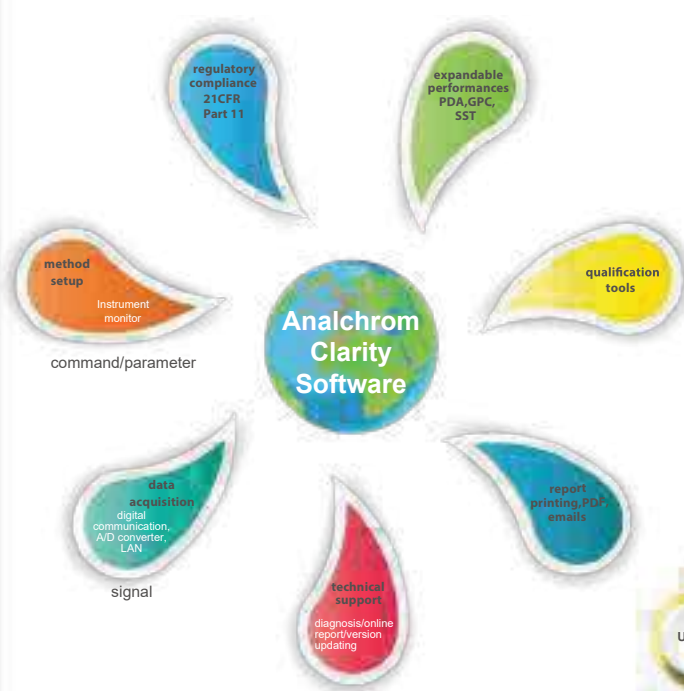 regulatory
compliance
21CFR
Part 11
expandable
performances
PDA,GPC,
SST
method
setup
Instrument
monitor
command/parameter
qualification
tools
Analchrom
Clarity
Software
data
acquisition
digital
communication,
A/D converter,
LAN
signal
report
printing,PDF,
emails
technical
support
diagnosis/online
report/version
updating